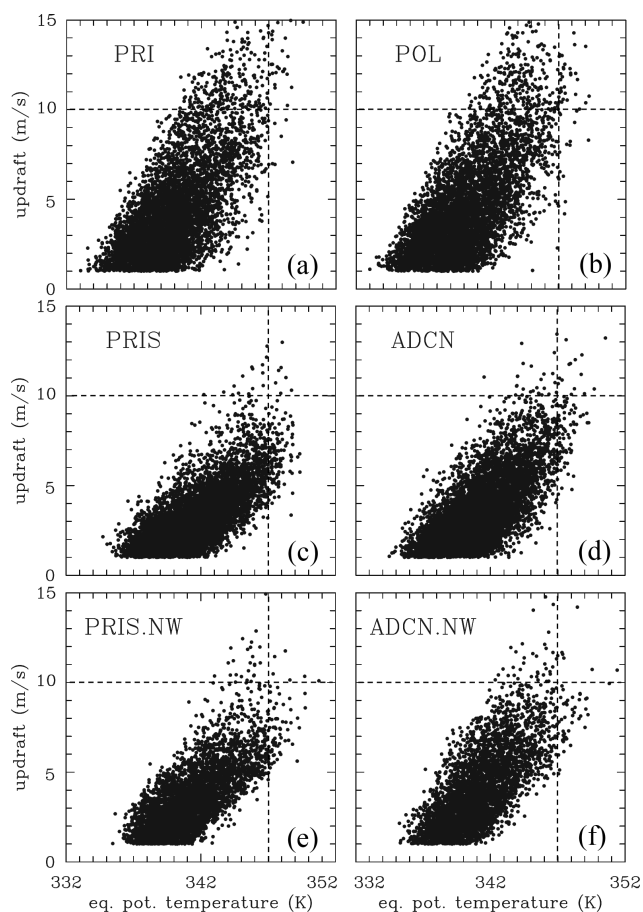 15
PRI
POL
10
updraft (m/s)
5
0
(a)
(b)
15
PRIS
ADCN
10
updraft (m/s)
5
0
(c)
(d)
15
PRIS.NW
ADCN.NW
10
updraft (m/s)
5
0
(e)
(f)
332 342 352 332 342 352
eq. pot. temperature (K) eq. pot. temperature (K)